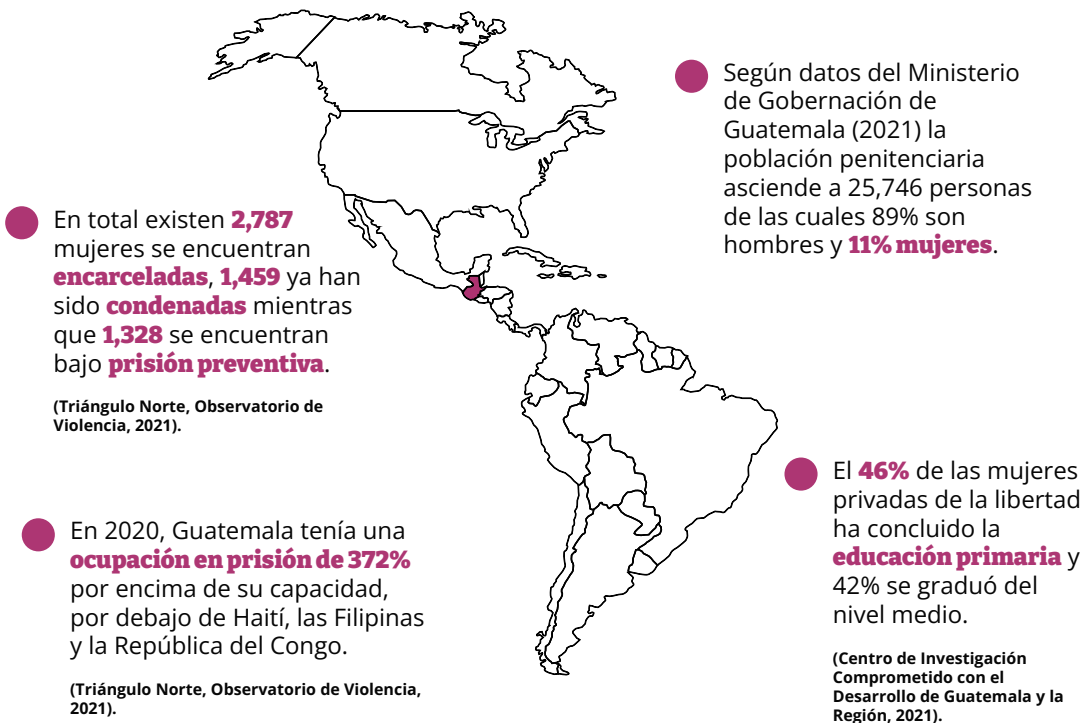 Según datos del Ministerio
de Gobernación de
Guatemala (2021) la
población penitenciaria
asciende a 25,746 personas
de las cuales 89% son
hombres y 11% mujeres.
En total existen 2,787
mujeres se encuentran
encarceladas, 1,459 ya han
sido condenadas mientras
que 1,328 se encuentran
bajo prisión preventiva.
(Triángulo Norte, Observatorio de
Violencia, 2021).
En 2020, Guatemala tenía una
ocupación en prisión de 372%
por encima de su capacidad,
por debajo de Haití, las Filipinas
y la República del Congo.
(Triángulo Norte, Observatorio de Violencia,
2021).
El 46% de las mujeres
privadas de la libertad
ha concluido la
educación primaria y
42% se graduó del
nivel medio.
(Centro de Investigación
Comprometido con el
Desarrollo de Guatemala y la
Región, 2021).